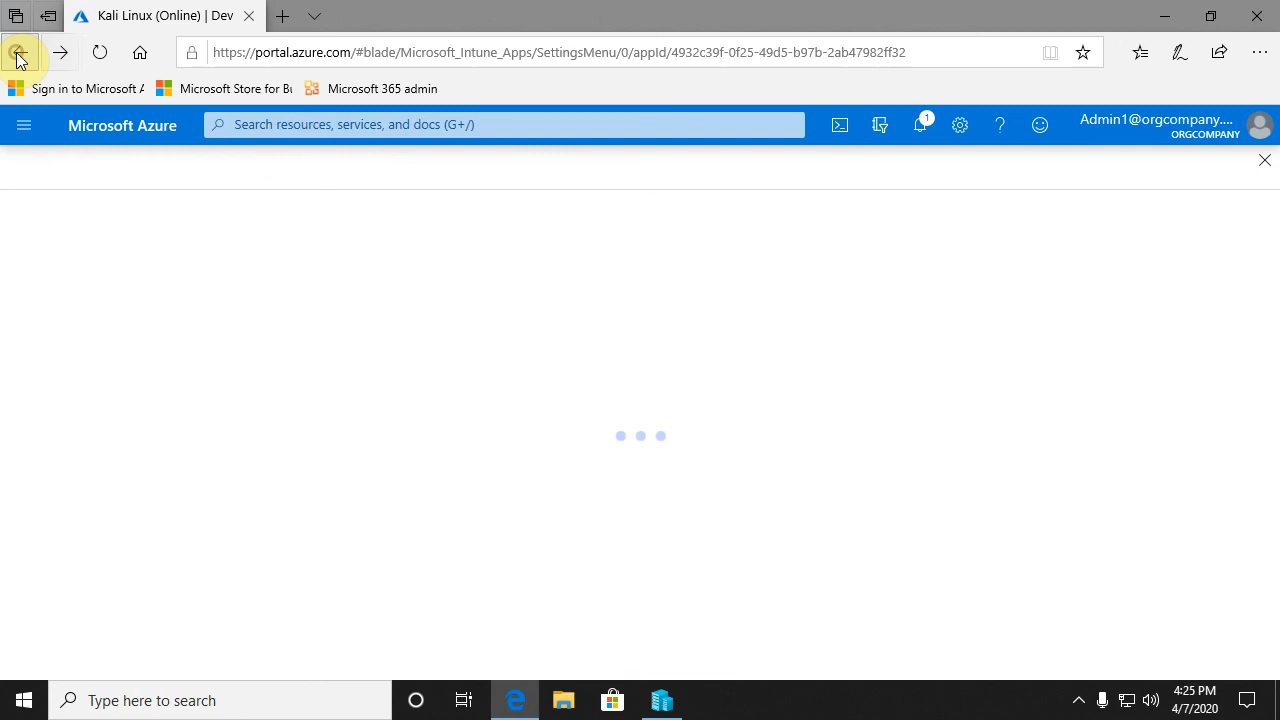 Kali Linux (Online) | Dev
https://portal.azure.com/#blade/Microsoft_Intune_Apps/SettingsMenu/0/appId/4932c39f-0f25-49d5-b97b-2ab47982ff32
Sign in to Microsoft A
Microsoft Store for Bu
Microsoft 365 admin
Microsoft Azure
Search resources, services, and docs (G+/)
1
Admin1@orgcompany....
ORGCOMPANY
Type here to search
4:25 PM
4/7/2020